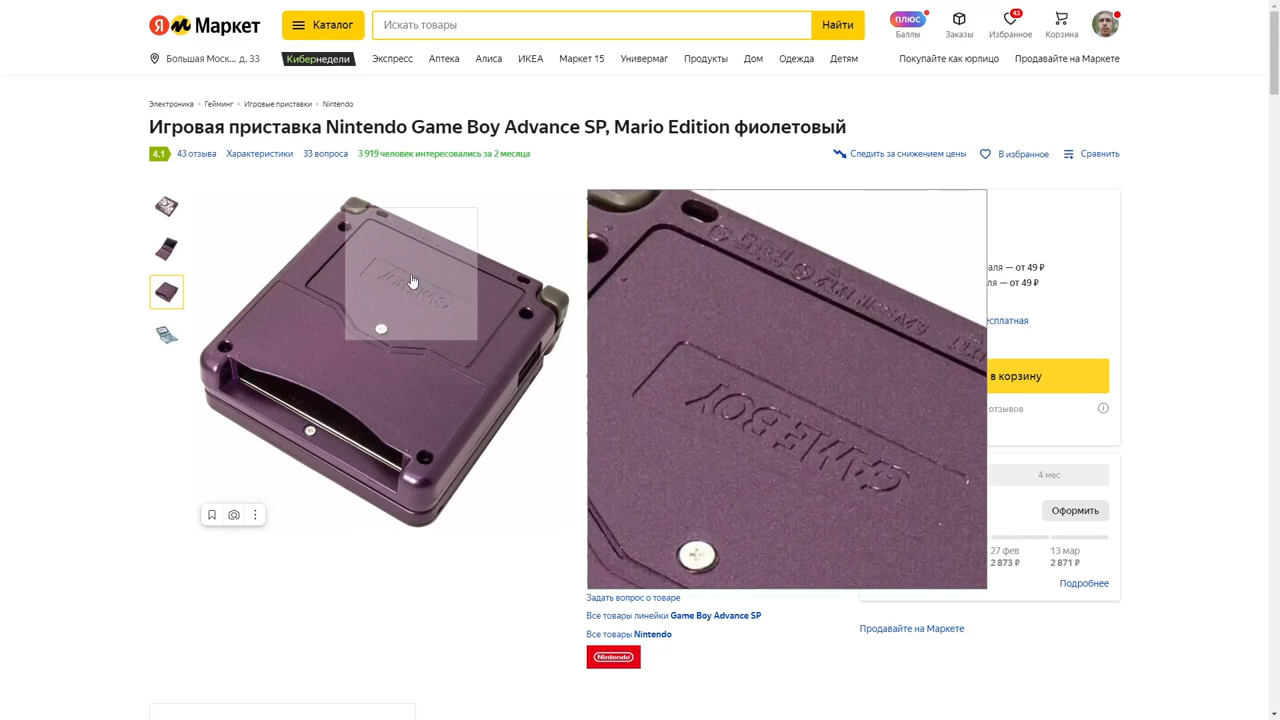 Я М Маркет
Каталог
Искать товары
Найти
плюс
Баллы
Заказы
43
Избранное
Корзина
Большая Моск... д. 33
Кибернедели
Экспресс
Аптека
Алиса
ИКЕА
Маркет 15
Универмаг
Продукты
Дом
Одежда
Детям
Покупайте как юрлицо
Продавайте на Маркете
Электроника
Гейминг
Игровые приставки
Nintendo
Игровая приставка Nintendo Game Boy Advance SP, Mario Edition фиолетовый
4.1
43 отзыва
Характеристики
33 вопроса
3 919 человек интересовались за 2 месяца
Следить за снижением цены
В избранное
Сравнить
GAME BOY
GAME BOY
аля — от 49 ₽
ля — от 49 ₽
есплатная
в корзину
отзывов
4 мес
Оформить
27 фев
13 мар
2 873 ₽
2 871 ₽
Подробнее
Задать вопрос о товаре
Все товары линейки Game Boy Advance SP
Все товары Nintendo
Nintendo
Продавайте на Маркете